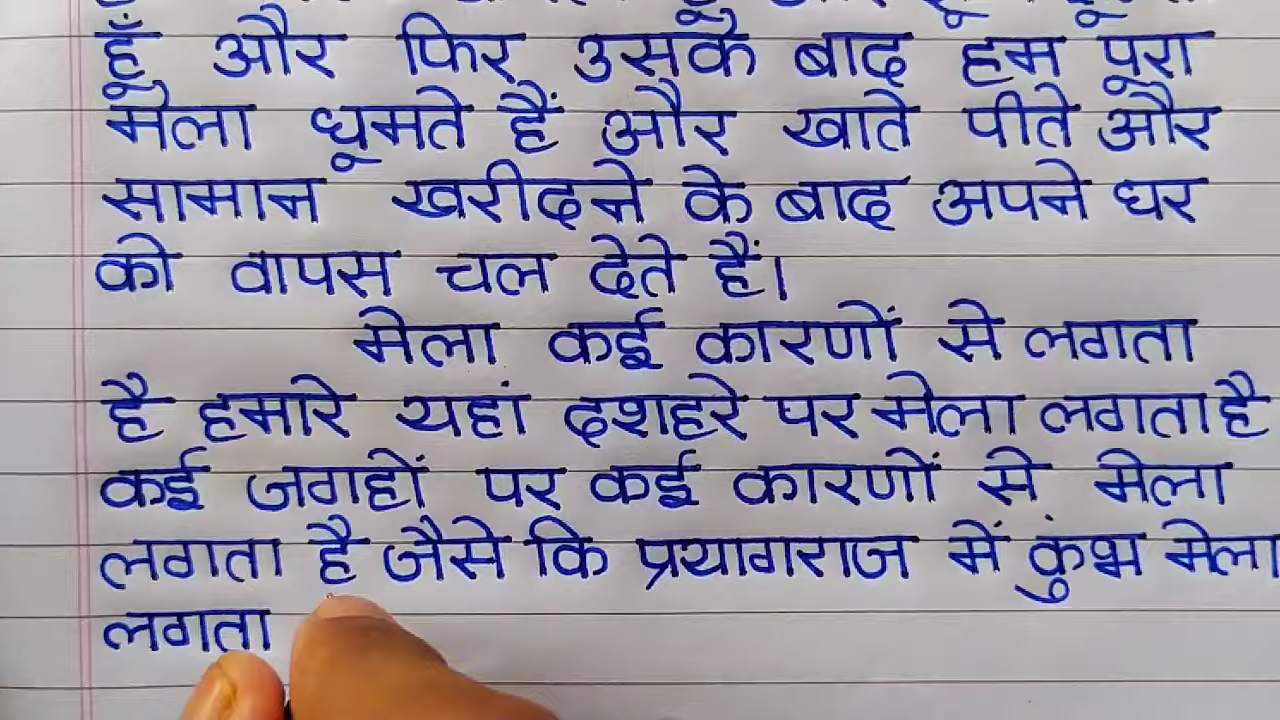 हूँ और फिर उसके बाद हम पूरा
मेला घूमते हैं और खाते पीते और
सामान खरीदने के बाद अपने घर
को वापस चल देते हैं।
मेला कई कारणों से लगता
है हमारे यहां दशहरे पर मेला लगता है
कई जगहों पर कई कारणों से मेला
लगता है जैसे कि प्रयागराज में कुंभ मेला
लगता